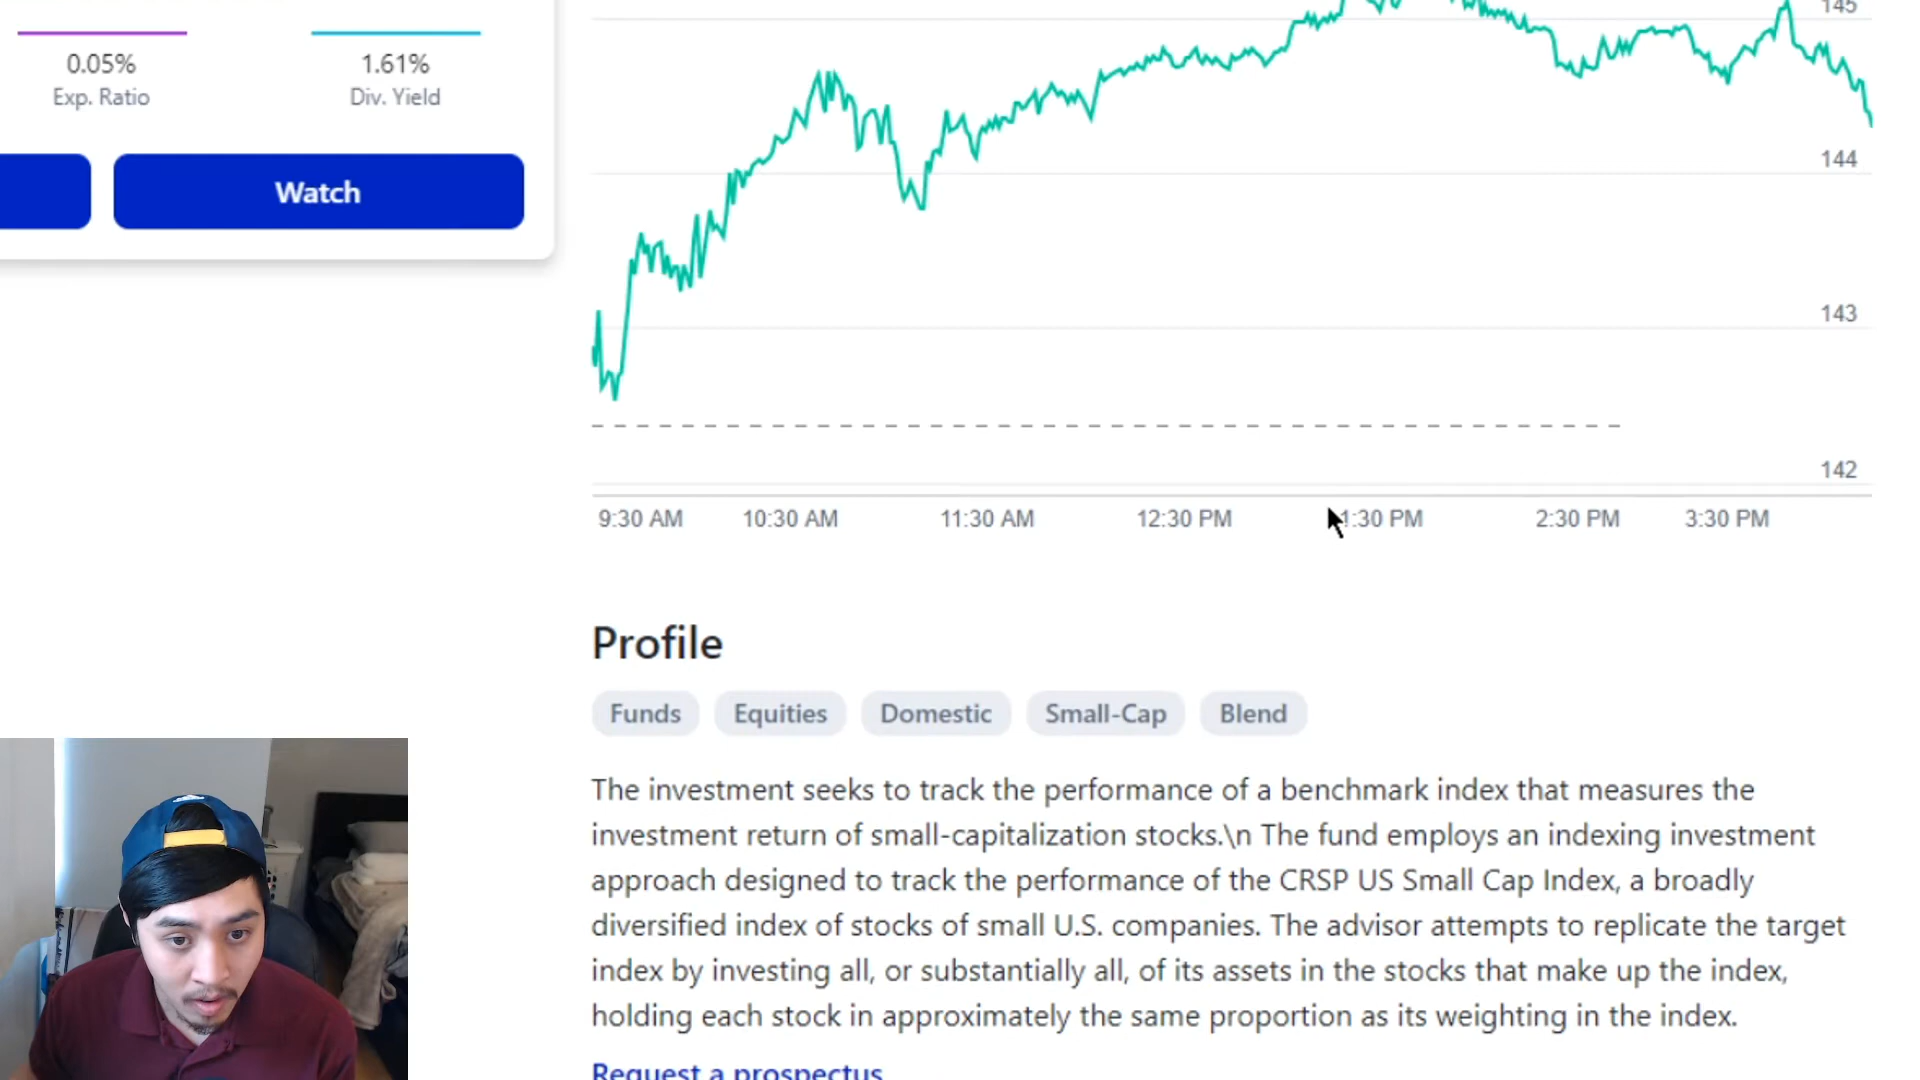 0.05%
Exp. Ratio
1.61%
Div. Yield
Watch
145
144
143
142
9:30 AM 10:30 AM 11:30 AM 12:30 PM 1:30 PM 2:30 PM 3:30 PM
Profile
Funds Equities Domestic Small-Cap Blend
The investment seeks to track the performance of a benchmark index that measures the
investment return of small-capitalization stocks.\n The fund employs an indexing investment
approach designed to track the performance of the CRSP US Small Cap Index, a broadly
diversified index of stocks of small U.S. companies. The advisor attempts to replicate the target
index by investing all, or substantially all, of its assets in the stocks that make up the index,
holding each stock in approximately the same proportion as its weighting in the index.
Request a prospectus